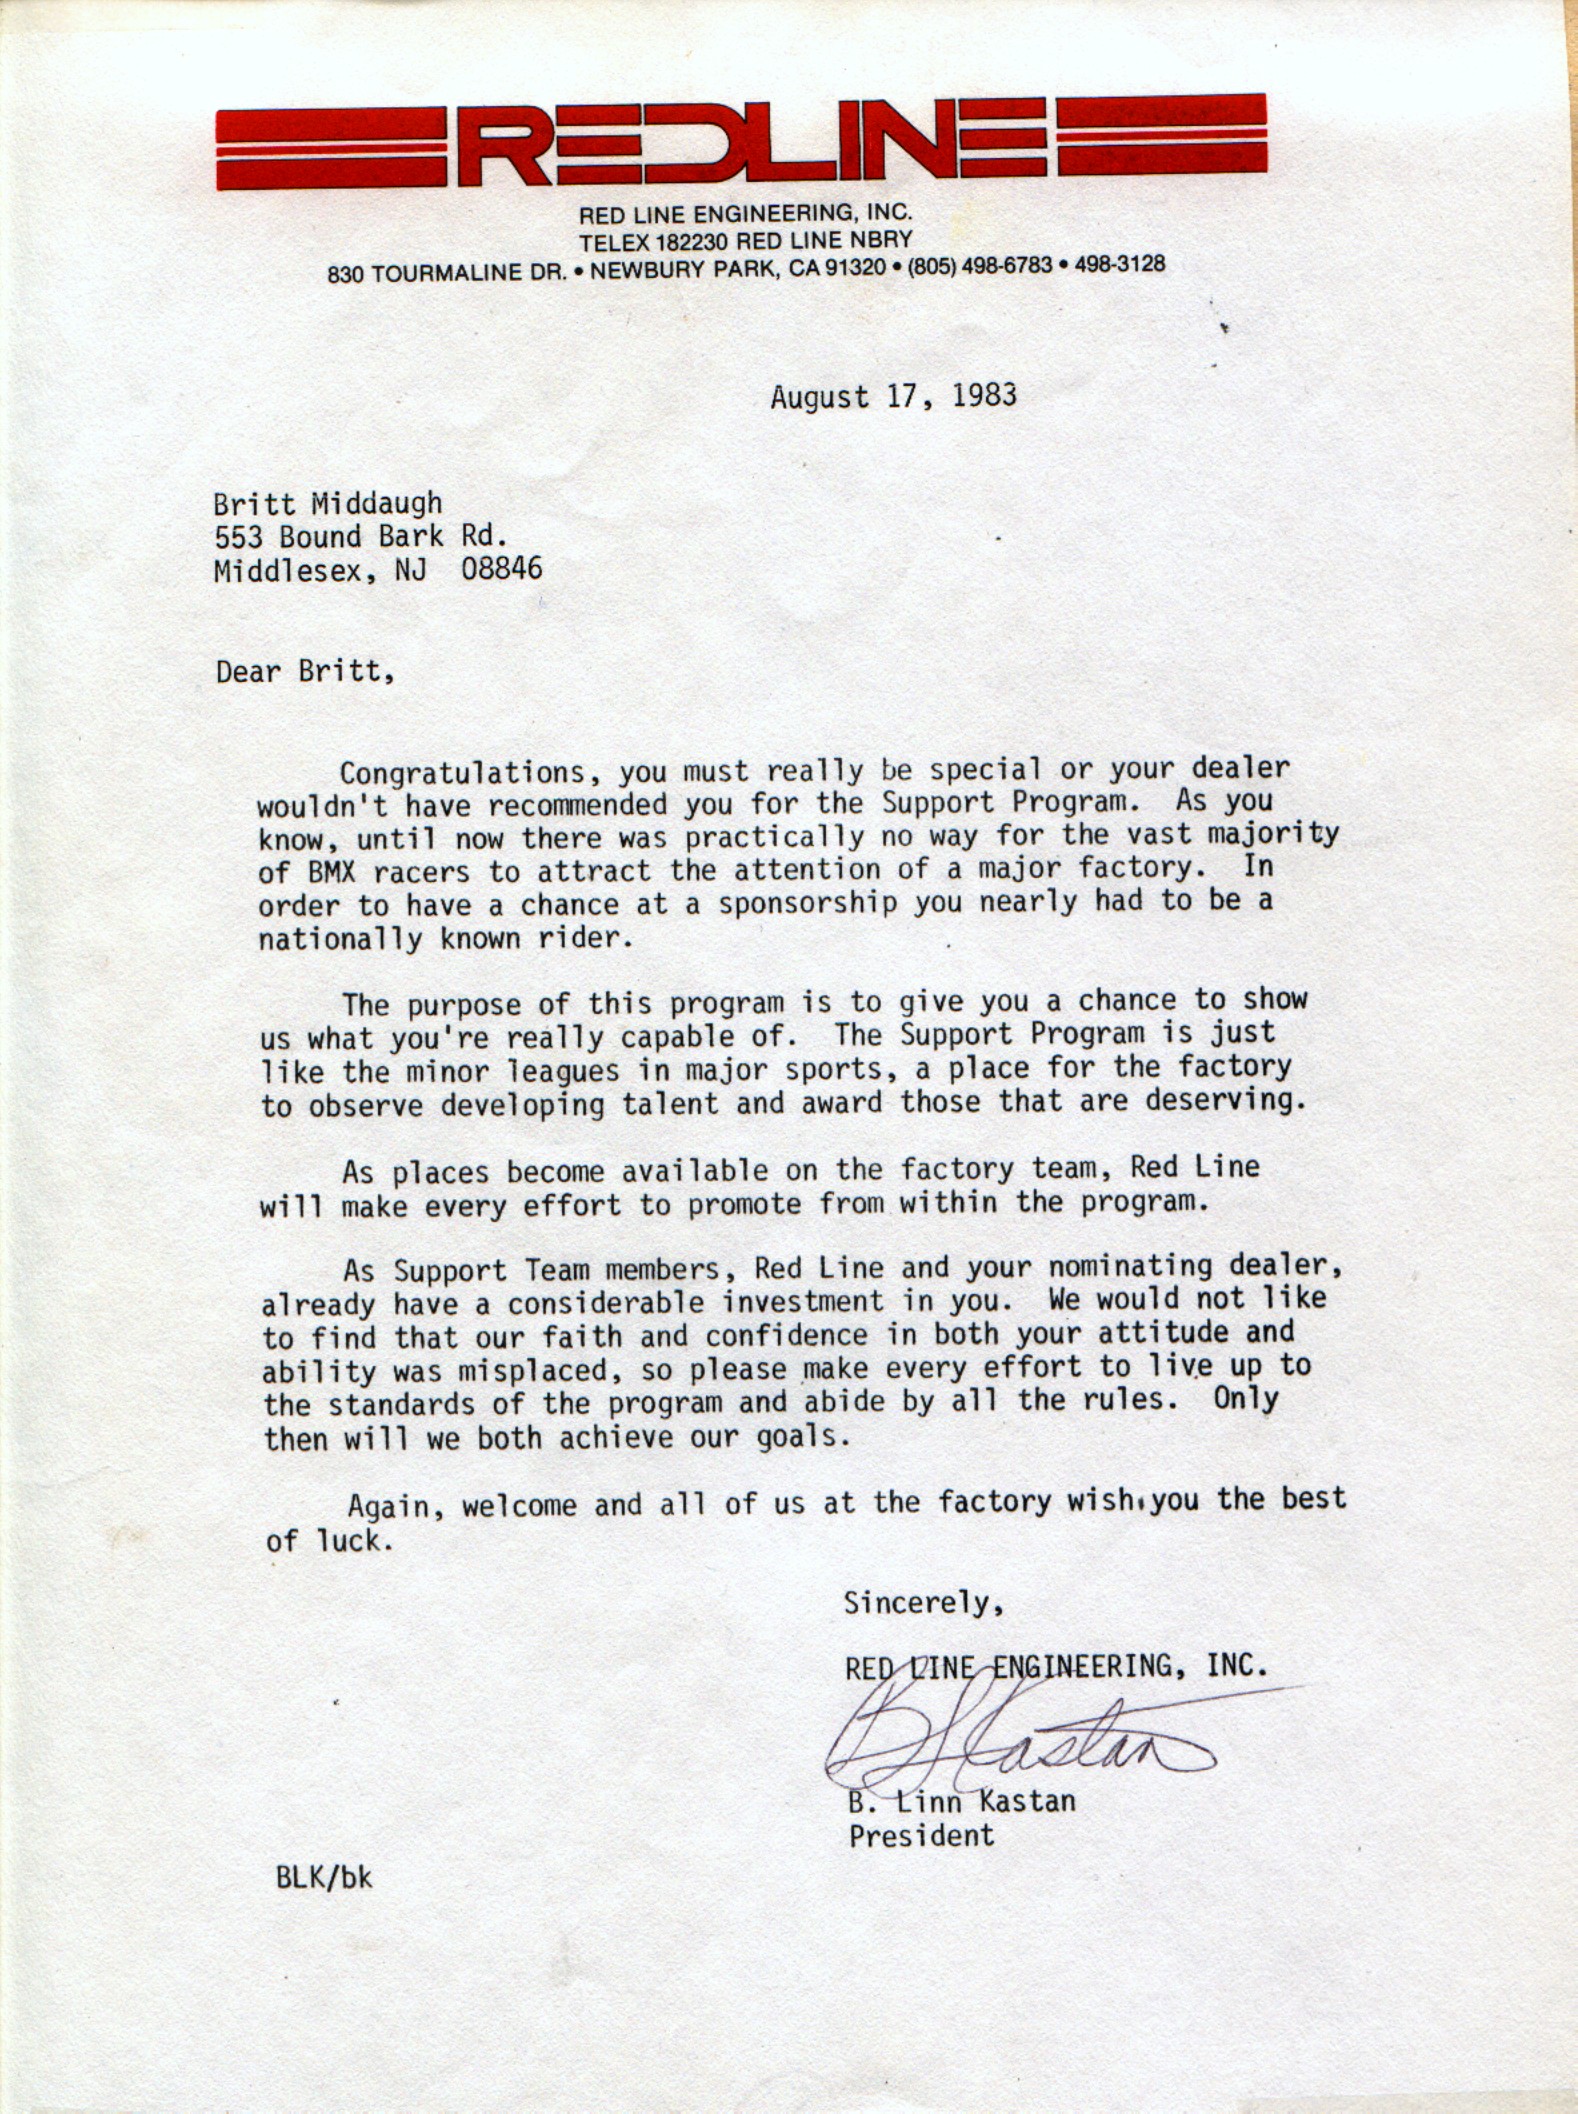 REDLINE
RED LINE ENGINEERING, INC.
TELEX 182230 RED LINE NBRY
830 TOURMALINE DR. • NEWBURY PARK, CA 91320 • (805) 498-6783 • 498-3128
August 17, 1983
Britt Middaugh
553 Bound Bark Rd.
Middlesex, NJ  08846
Dear Britt,
Congratulations, you must really be special or your dealer
wouldn't have recommended you for the Support Program.  As you
know, until now there was practically no way for the vast majority
of BMX racers to attract the attention of a major factory.  In
order to have a chance at a sponsorship you nearly had to be a
nationally known rider.
The purpose of this program is to give you a chance to show
us what you're really capable of.  The Support Program is just
like the minor leagues in major sports, a place for the factory
to observe developing talent and award those that are deserving.
As places become available on the factory team, Red Line
will make every effort to promote from within the program.
As Support Team members, Red Line and your nominating dealer,
already have a considerable investment in you.  We would not like
to find that our faith and confidence in both your attitude and
ability was misplaced, so please make every effort to live up to
the standards of the program and abide by all the rules.  Only
then will we both achieve our goals.
Again, welcome and all of us at the factory wish you the best
of luck.
Sincerely,
RED LINE ENGINEERING, INC.
B L Kastan
B. Linn Kastan
President
BLK/bk